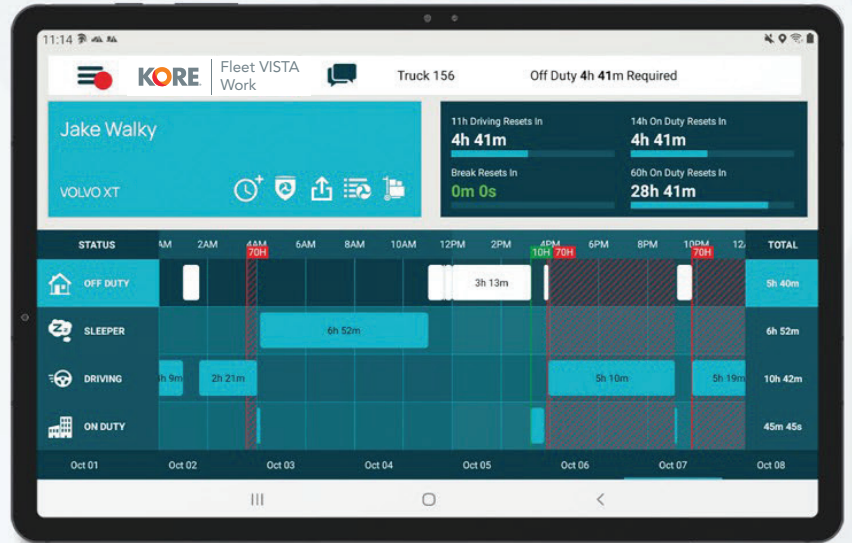 11:14
KORE Fleet VISTA
Work
Truck 156
Off Duty 4h 41m Required
Jake Walky
VOLVO XT
11h Driving Resets In
4h 41m
14h On Duty Resets In
4h 41m
Break Resets In
0m 0s
60h On Duty Resets In
28h 41m
STATUS AM 2AM 4AM 6AM 8AM 10AM 12PM 2PM 4PM 6PM 8PM 10PM 12 TOTAL
70H 10H 70H 70H
OFF DUTY 3h 13m 5h 40m
SLEEPER 6h 52m 6h 52m
DRIVING h 9m 2h 21m 5h 10m 5h 19m 10h 42m
ON DUTY 45m 45s
Oct 01 Oct 02 Oct 03 Oct 04 Oct 05 Oct 06 Oct 07 Oct 08